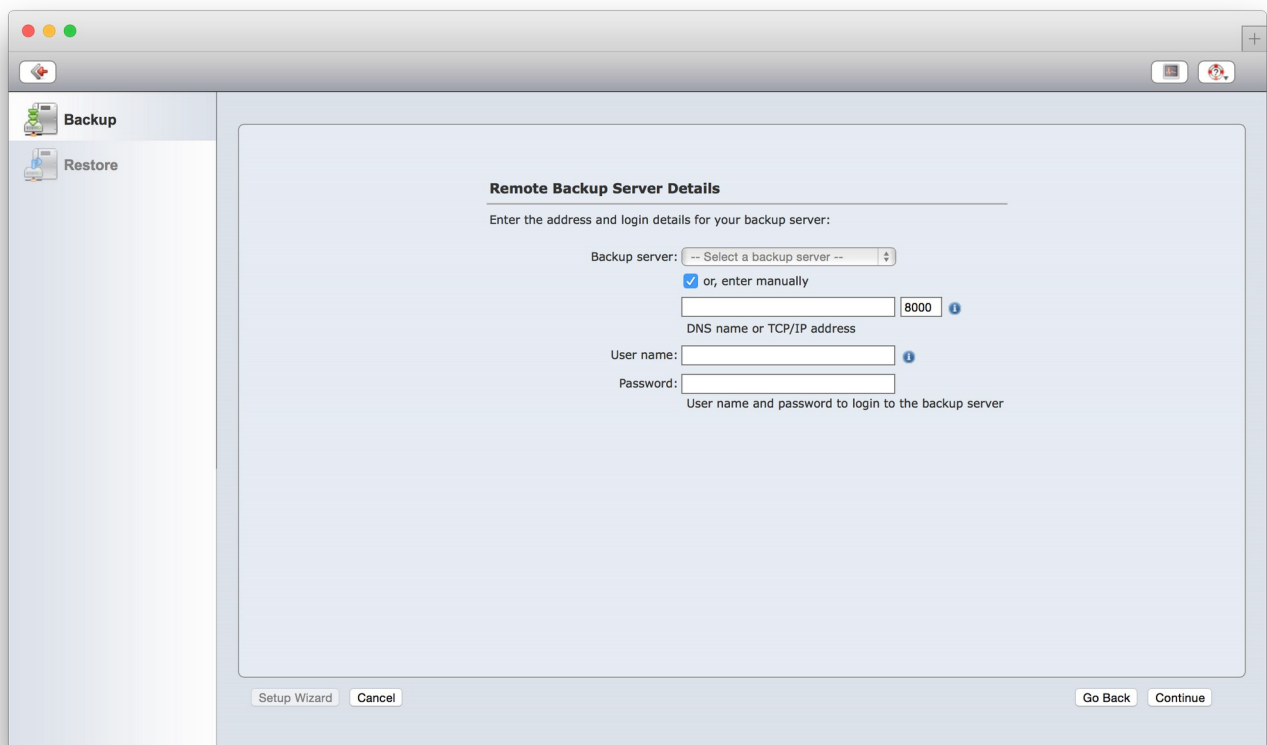 Backup
Restore
Remote Backup Server Details
Enter the address and login details for your backup server:
Backup server: -- Select a backup server --
or, enter manually
8000
DNS name or TCP/IP address
User name:
Password:
User name and password to login to the backup server
Setup Wizard Cancel Go Back Continue